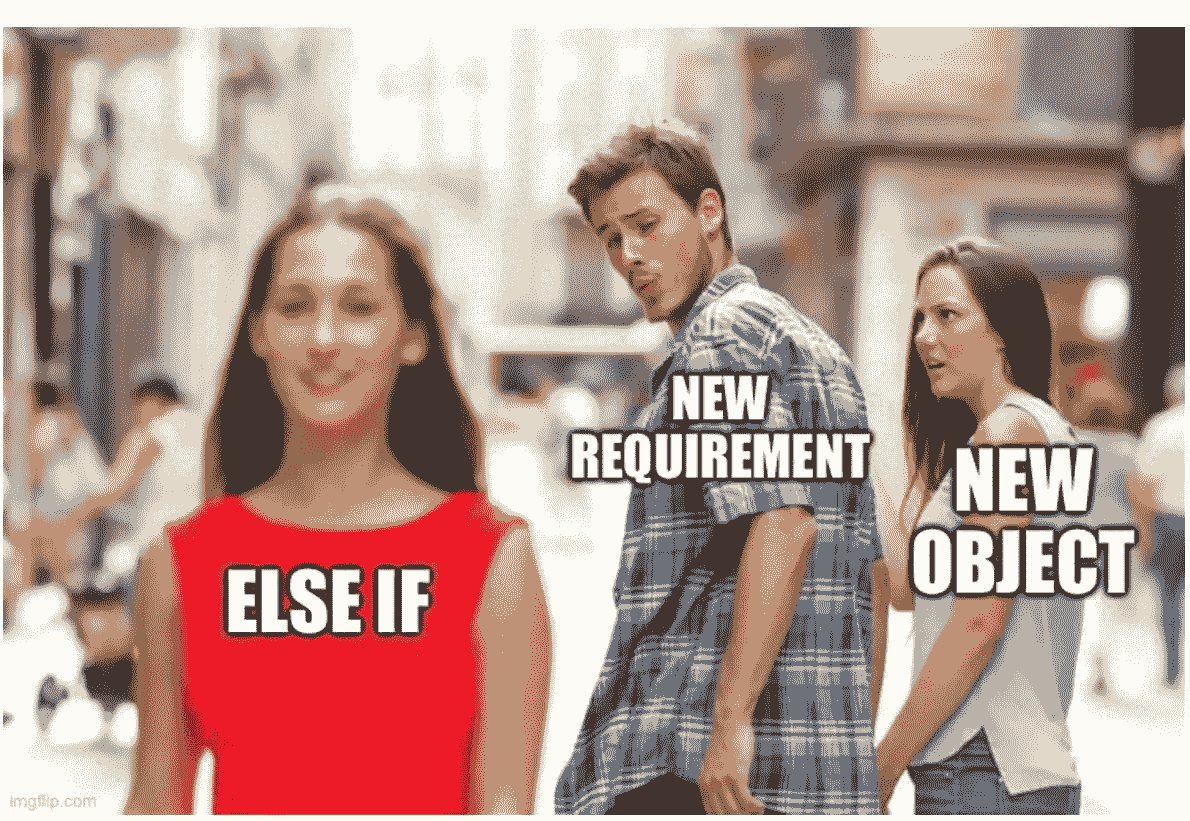 NEW
REQUIREMENT
NEW
OBJECT
ELSE IF
imgflip.com